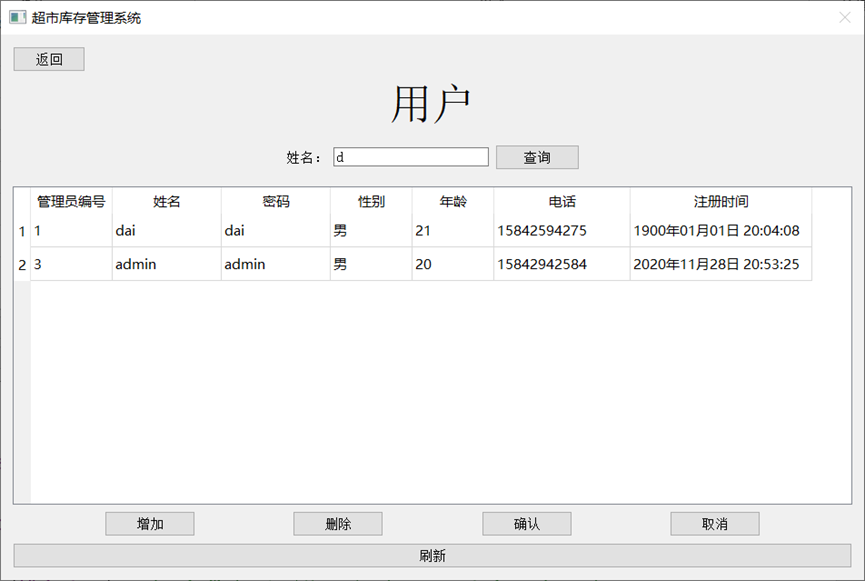 超市库存管理系统
返回
用户
姓名： d 查询
管理员编号 姓名 密码 性别 年龄 电话 注册时间
1 1 dai dai 男 21 15842594275 1900年01月01日 20:04:08
2 3 admin admin 男 20 15842942584 2020年11月28日 20:53:25
增加 删除 确认 取消
刷新